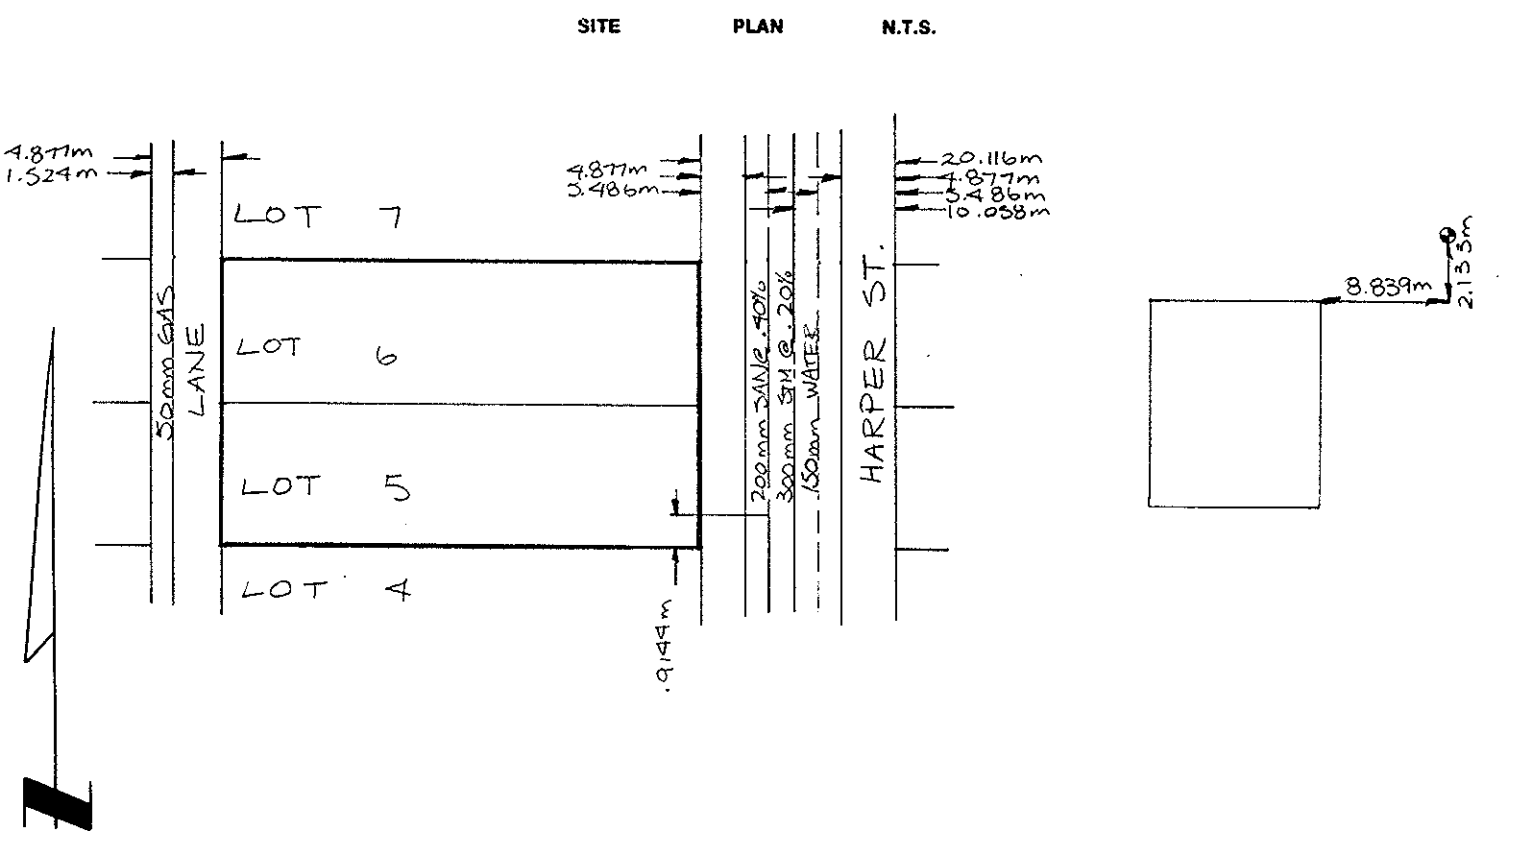 SITE PLAN N.T.S.
4.877m
1.524m
4.877m
5.486m
20.116m
4.877m
5.486m
10.058m
LOT 7
50mm GAS
LANE
LOT 6
LOT 5
LOT 4
200mm SAN@.40%
300mm STM @ .20%
150mm WATER
HARPER ST.
.9144m
8.839m
2.133m
N